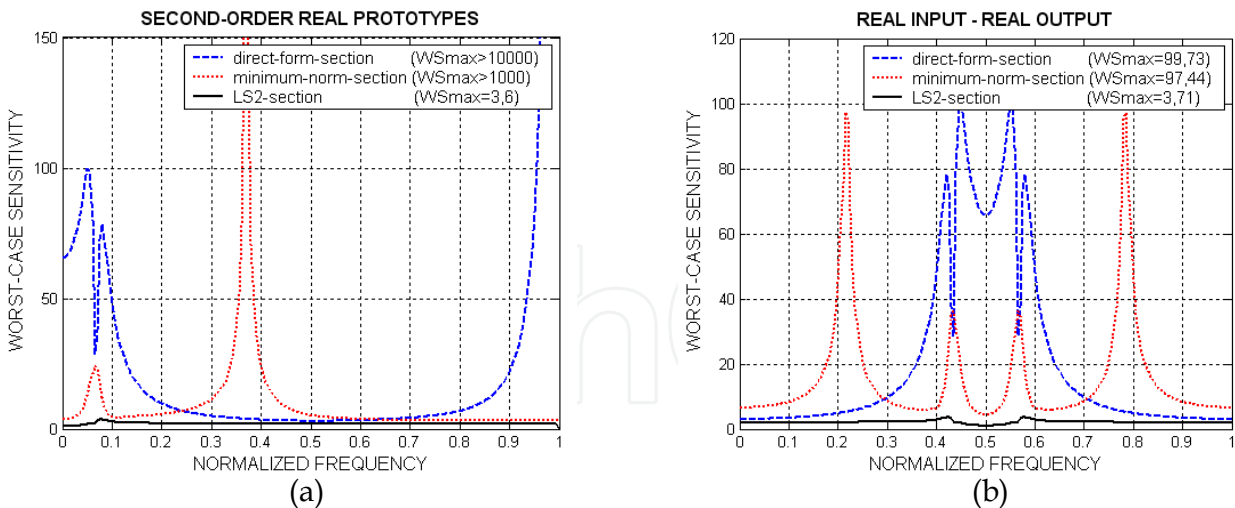 SECOND-ORDER REAL PROTOTYPES
150
100
50
0
WORST-CASE SENSITIVITY
direct-form-section (WSmax>10000)
minimum-norm-section (WSmax>1000)
LS2-section (WSmax=3,6)
0 0.1 0.2 0.3 0.4 0.5 0.6 0.7 0.8 0.9 1
NORMALIZED FREQUENCY
(a)
REAL INPUT - REAL OUTPUT
120
100
80
60
40
20
0
WORST-CASE SENSITIVITY
direct-form-section (WSmax=99,73)
minimum-norm-section (WSmax=97,44)
LS2-section (WSmax=3,71)
0 0.1 0.2 0.3 0.4 0.5 0.6 0.7 0.8 0.9 1
NORMALIZED FREQUENCY
(b)